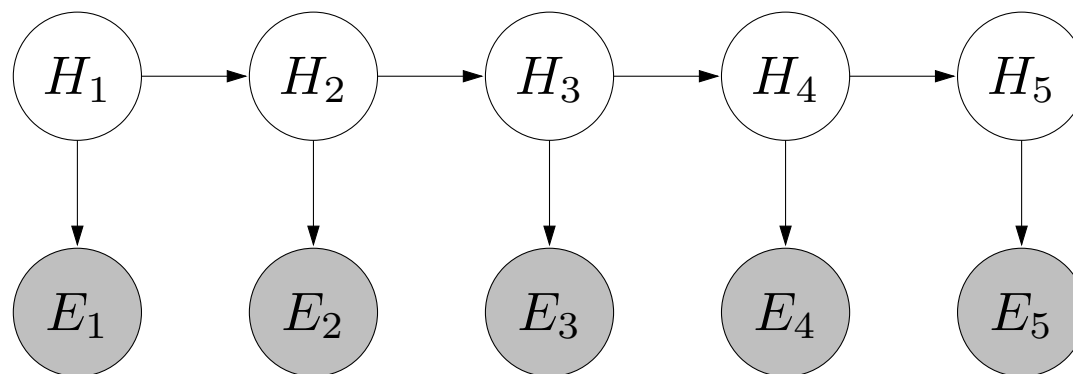 H₁ H₂ H₃ H₄ H₅
E₁ E₂ E₃ E₄ E₅